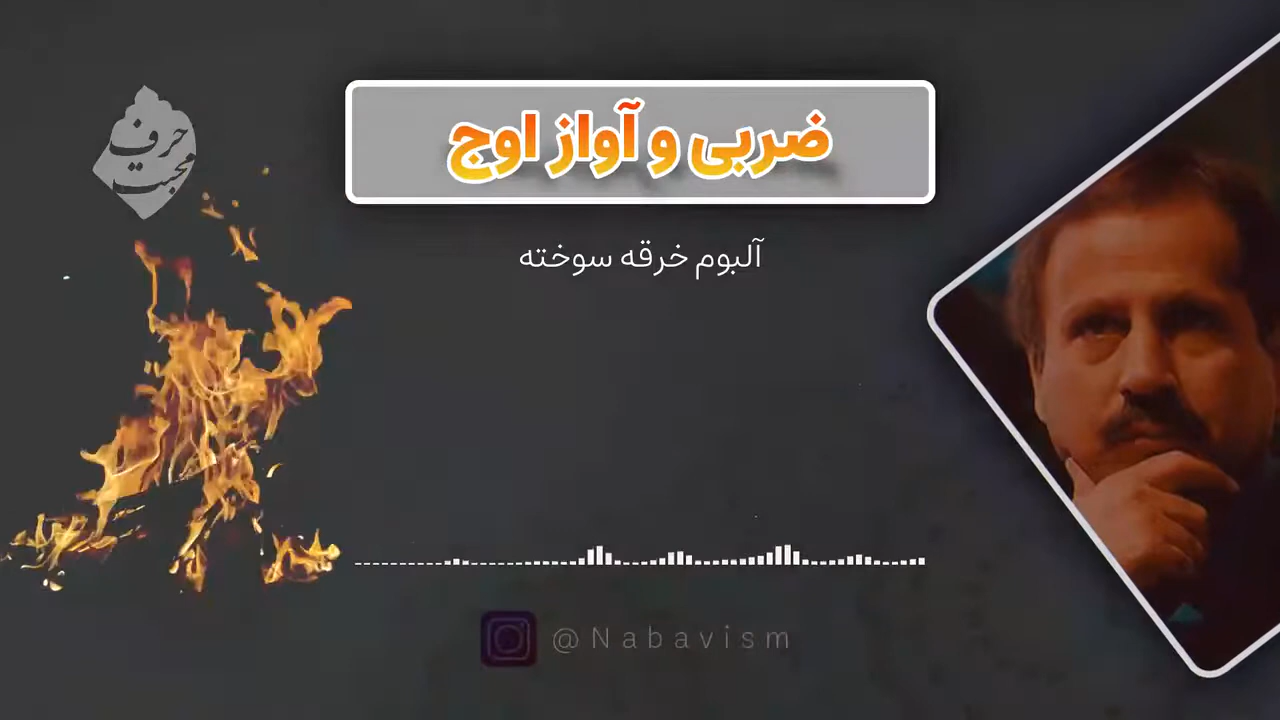 حرف محبت
ضربی و آواز اوج
آلبوم خرقه سوخته
@Nabavism